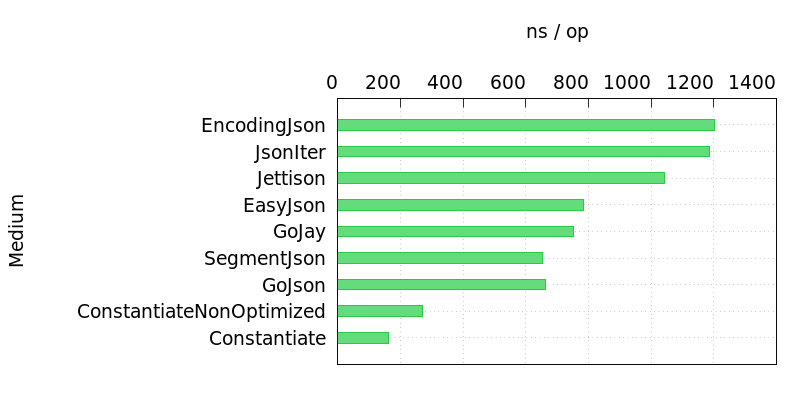 ns / op
0 200 400 600 800 1000 1200 1400
EncodingJson
JsonIter
Jettison
EasyJson
GoJay
SegmentJson
GoJson
ConstantiateNonOptimized
Constantiate
Medium